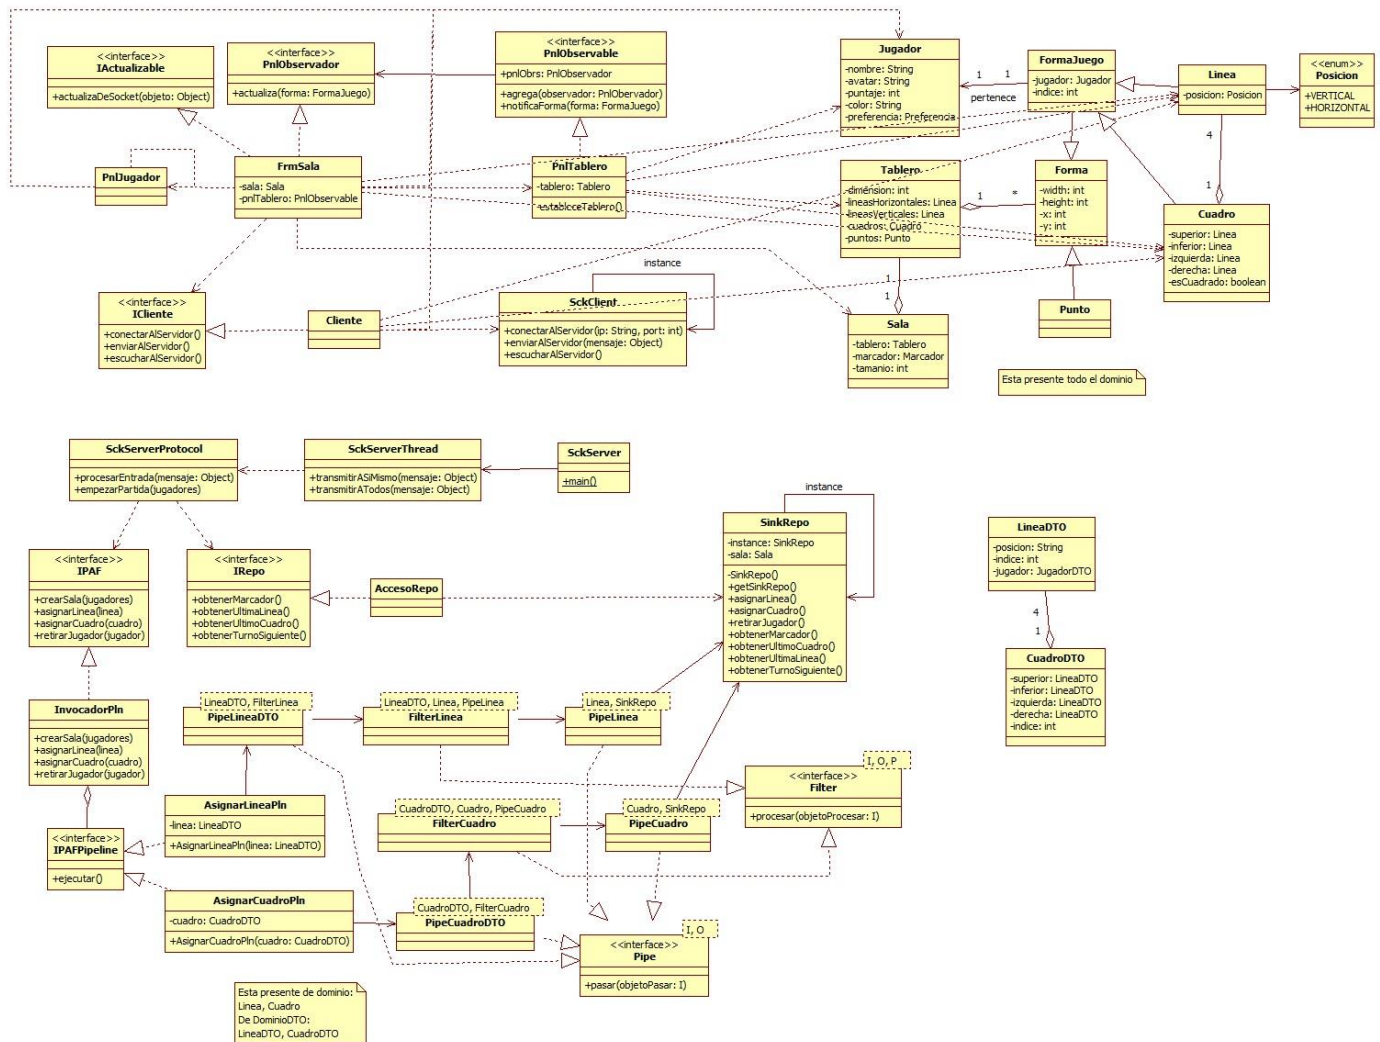 <<interface>>
IActualizable
+actualizaDeSocket(objeto: Object)
<<interface>>
PnlObservador
+actualiza(forma: FormaJuego)
<<interface>>
PnlObservable
+pnlObrs: PnlObservador
+agrega(observador: PnlObervador)
+notificaForma(forma: FormaJuego)
Jugador
-nombre: String
-avatar: String
-puntaje: int
-color: String
-preferencia: Preferencia
1
1
pertenece
FormaJuego
-jugador: Jugador
-indice: int
Linea
-posicion: Posicion
<<enum>>
Posicion
+VERTICAL
+HORIZONTAL
PnlJugador
FrmSala
-sala: Sala
-pnlTablero: PnlObservable
PnlTablero
-tablero: Tablero
+establceTablero()
Tablero
-dimension: int
-lineasHorizontales: Linea
-lineasVerticales: Linea
-cuadros: Cuadro
-puntos: Punto
1
*
Forma
-width: int
-height: int
-x: int
-y: int
4
1
Cuadro
-superior: Linea
-inferior: Linea
-izquierda: Linea
-derecha: Linea
-esCuadrado: boolean
<<interface>>
ICliente
+conectarAlServidor()
+enviarAlServidor()
+escucharAlServidor()
Cliente
instance
SckClient
+conectarAlServidor(ip: String, port: int)
+enviarAlServidor(mensaje: Object)
+escucharAlServidor()
1
1
Sala
-tablero: Tablero
-marcador: Marcador
-tamanio: int
Punto
Esta presente todo el dominio
SckServerProtocol
+procesarEntrada(mensaje: Object)
+empezarPartida(jugadores)
SckServerThread
+transmitirASiMismo(mensaje: Object)
+transmitirATodos(mensaje: Object)
SckServer
+main()
<<interface>>
IPAF
+crearSala(jugadores)
+asignarLinea(linea)
+asignarCuadro(cuadro)
+retirarJugador(jugador)
<<interface>>
IRepo
+obtenerMarcador()
+obtenerUltimaLinea()
+obtenerUltimoCuadro()
+obtenerTurnoSiguiente()
AccesoRepo
instance
SinkRepo
-instance: SinkRepo
-sala: Sala
-SinkRepo()
+getSinkRepo()
+asignarLinea()
+asignarCuadro()
+retirarJugador()
+obtenerMarcador()
+obtenerUltimoCuadro()
+obtenerUltimaLinea()
+obtenerTurnoSiguiente()
LineaDTO
-posicion: String
-indice: int
-jugador: JugadorDTO
4
1
CuadroDTO
-superior: LineaDTO
-inferior: LineaDTO
-izquierda: LineaDTO
-derecha: LineaDTO
-indice: int
InvocadorPln
+crearSala(jugadores)
+asignarLinea(linea)
+asignarCuadro(cuadro)
+retirarJugador(jugador)
LineaDTO, FilterLinea
PipeLineaDTO
LineaDTO, Linea, PipeLinea
FilterLinea
Linea, SinkRepo
PipeLinea
I, O, P
<<interface>>
Filter
+procesar(objetoProcesar: I)
AsignarLineaPln
-linea: LineaDTO
+AsignarLineaPln(linea: LineaDTO)
CuadroDTO, Cuadro, PipeCuadro
FilterCuadro
Cuadro, SinkRepo
PipeCuadro
<<interface>>
IPAFPipeline
+ejecutar()
AsignarCuadroPln
-cuadro: CuadroDTO
+AsignarCuadroPln(cuadro: CuadroDTO)
CuadroDTO, FilterCuadro
PipeCuadroDTO
I, O
<<interface>>
Pipe
+pasar(objetoPasar: I)
Esta presente de dominio:
Linea, Cuadro
De DominioDTO:
LineaDTO, CuadroDTO